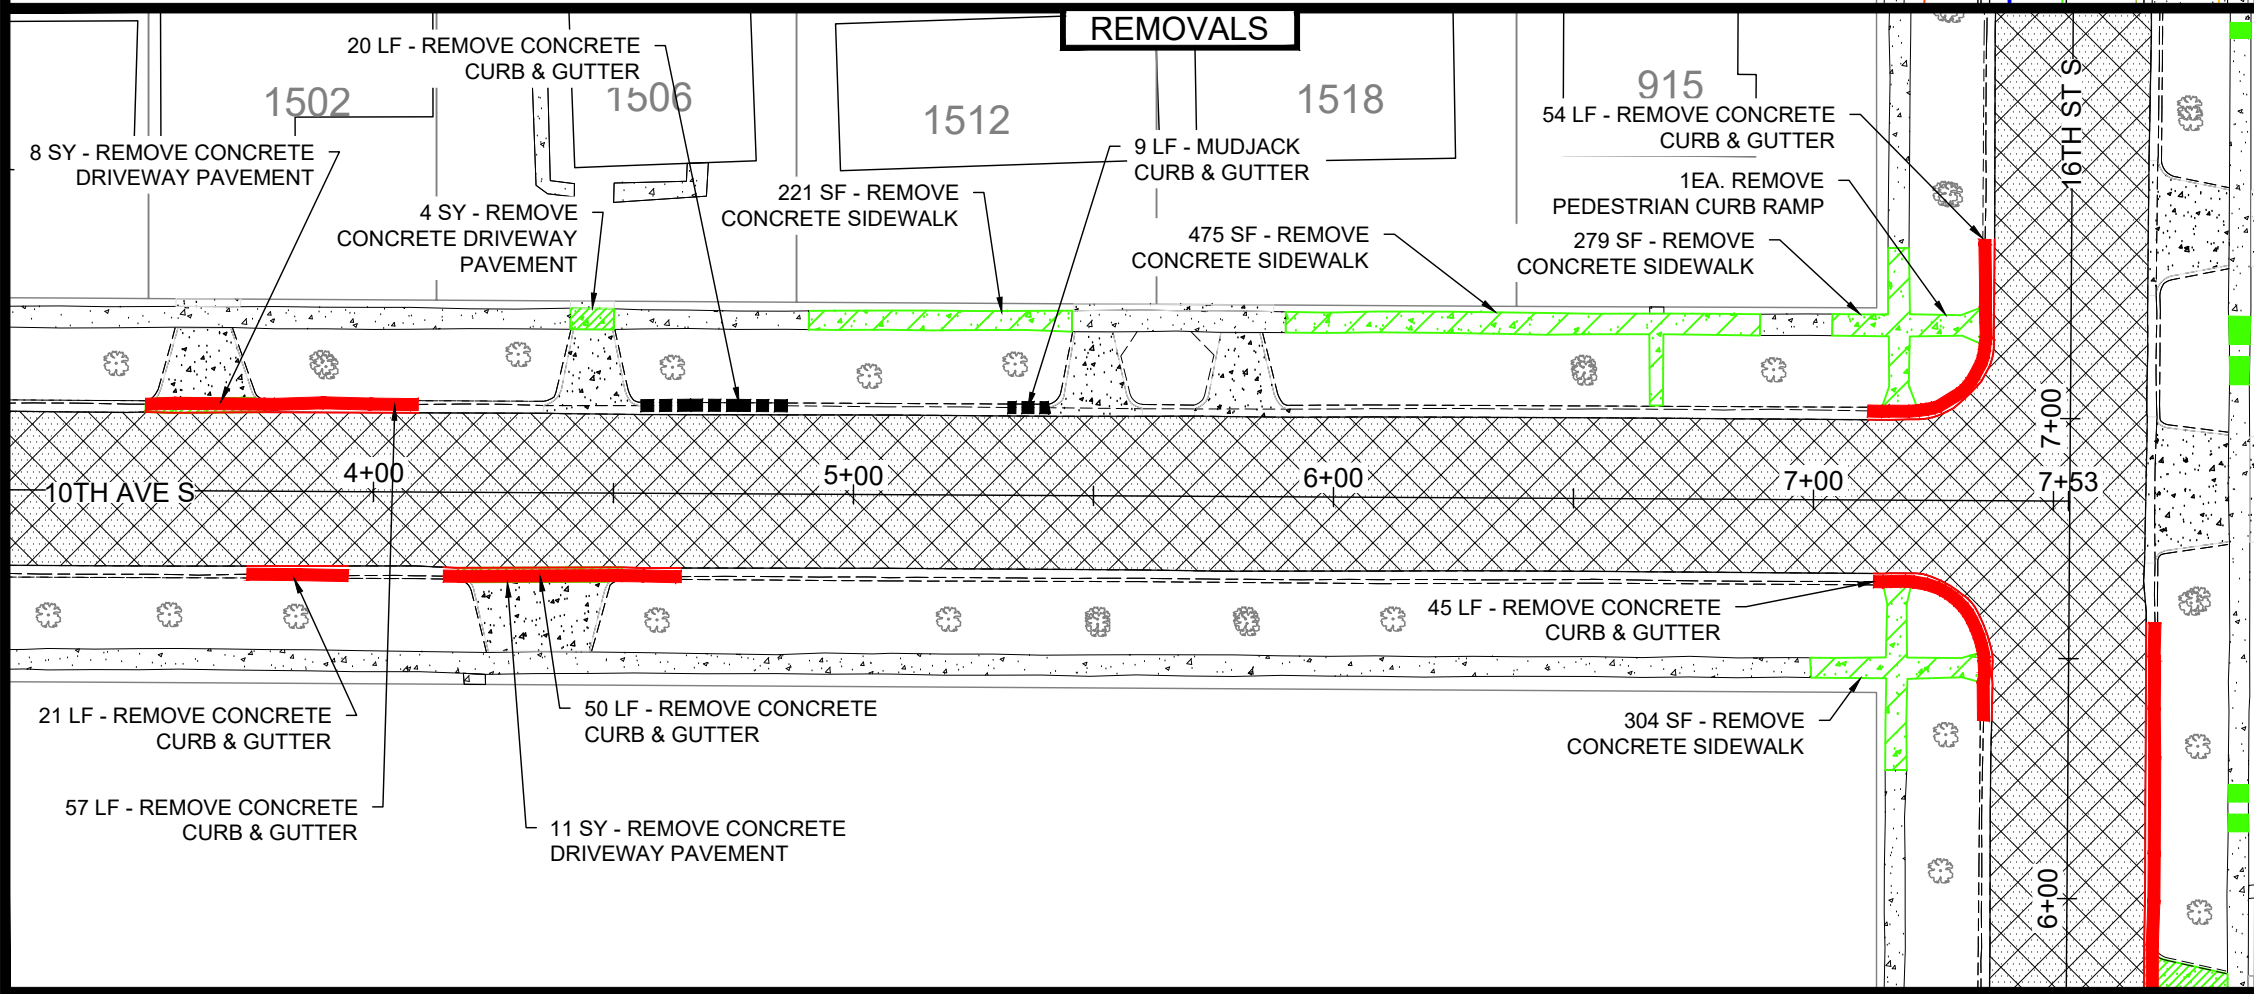 REMOVALS
20 LF - REMOVE CONCRETE
CURB & GUTTER
1502
1506
1512
1518
915
8 SY - REMOVE CONCRETE
DRIVEWAY PAVEMENT
4 SY - REMOVE
CONCRETE DRIVEWAY
PAVEMENT
221 SF - REMOVE
CONCRETE SIDEWALK
9 LF - MUDJACK
CURB & GUTTER
475 SF - REMOVE
CONCRETE SIDEWALK
54 LF - REMOVE CONCRETE
CURB & GUTTER
1EA. REMOVE
PEDESTRIAN CURB RAMP
279 SF - REMOVE
CONCRETE SIDEWALK
16TH ST S
7+00
10TH AVE S
4+00
5+00
6+00
7+00
7+53
45 LF - REMOVE CONCRETE
CURB & GUTTER
21 LF - REMOVE CONCRETE
CURB & GUTTER
50 LF - REMOVE CONCRETE
CURB & GUTTER
304 SF - REMOVE
CONCRETE SIDEWALK
57 LF - REMOVE CONCRETE
CURB & GUTTER
11 SY - REMOVE CONCRETE
DRIVEWAY PAVEMENT
6+00